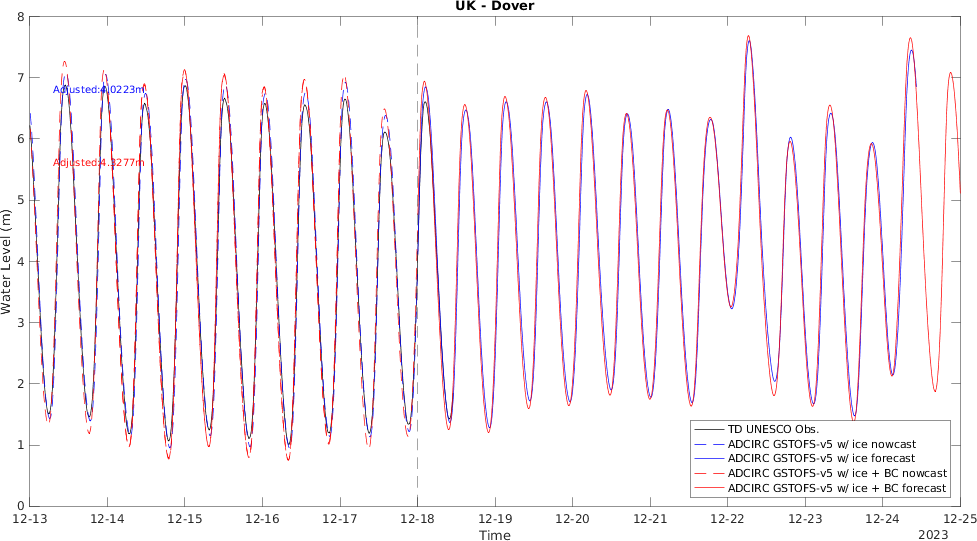 UK - Dover
8
7
6
5
4
3
2
1
0
Water Level (m)
Adjusted:4.0223m
Adjusted:4.3277m
TD UNESCO Obs.
ADCIRC GSTOFS-v5 w/ ice nowcast
ADCIRC GSTOFS-v5 w/ ice forecast
ADCIRC GSTOFS-v5 w/ ice + BC nowcast
ADCIRC GSTOFS-v5 w/ ice + BC forecast
12-13 12-14 12-15 12-16 12-17 12-18 12-19 12-20 12-21 12-22 12-23 12-24 12-25
Time
2023